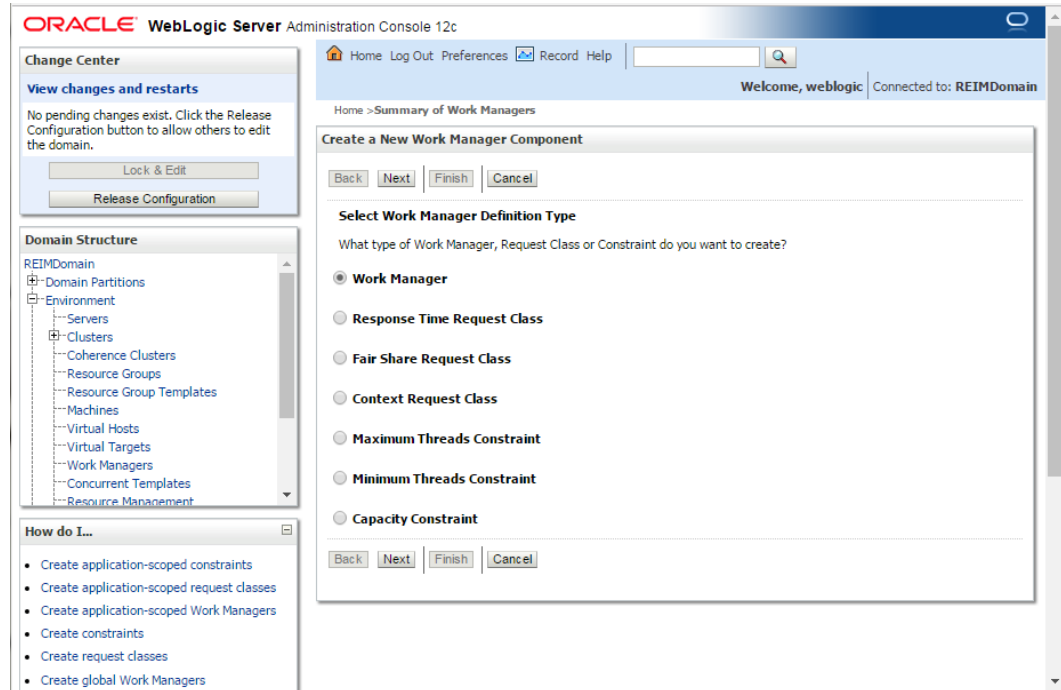 ORACLE WebLogic Server Administration Console 12c
Change Center
View changes and restarts
No pending changes exist. Click the Release
Configuration button to allow others to edit
the domain.
Lock & Edit
Release Configuration
Domain Structure
REIMDomain
Domain Partitions
Environment
Servers
Clusters
Coherence Clusters
Resource Groups
Resource Group Templates
Machines
Virtual Hosts
Virtual Targets
Work Managers
Concurrent Templates
Resource Management
How do I...
Create application-scoped constraints
Create application-scoped request classes
Create application-scoped Work Managers
Create constraints
Create request classes
Create global Work Managers
Home Log Out Preferences Record Help
Welcome, weblogic Connected to: REIMDomain
Home >Summary of Work Managers
Create a New Work Manager Component
Back Next Finish Cancel
Select Work Manager Definition Type
What type of Work Manager, Request Class or Constraint do you want to create?
Work Manager
Response Time Request Class
Fair Share Request Class
Context Request Class
Maximum Threads Constraint
Minimum Threads Constraint
Capacity Constraint
Back Next Finish Cancel